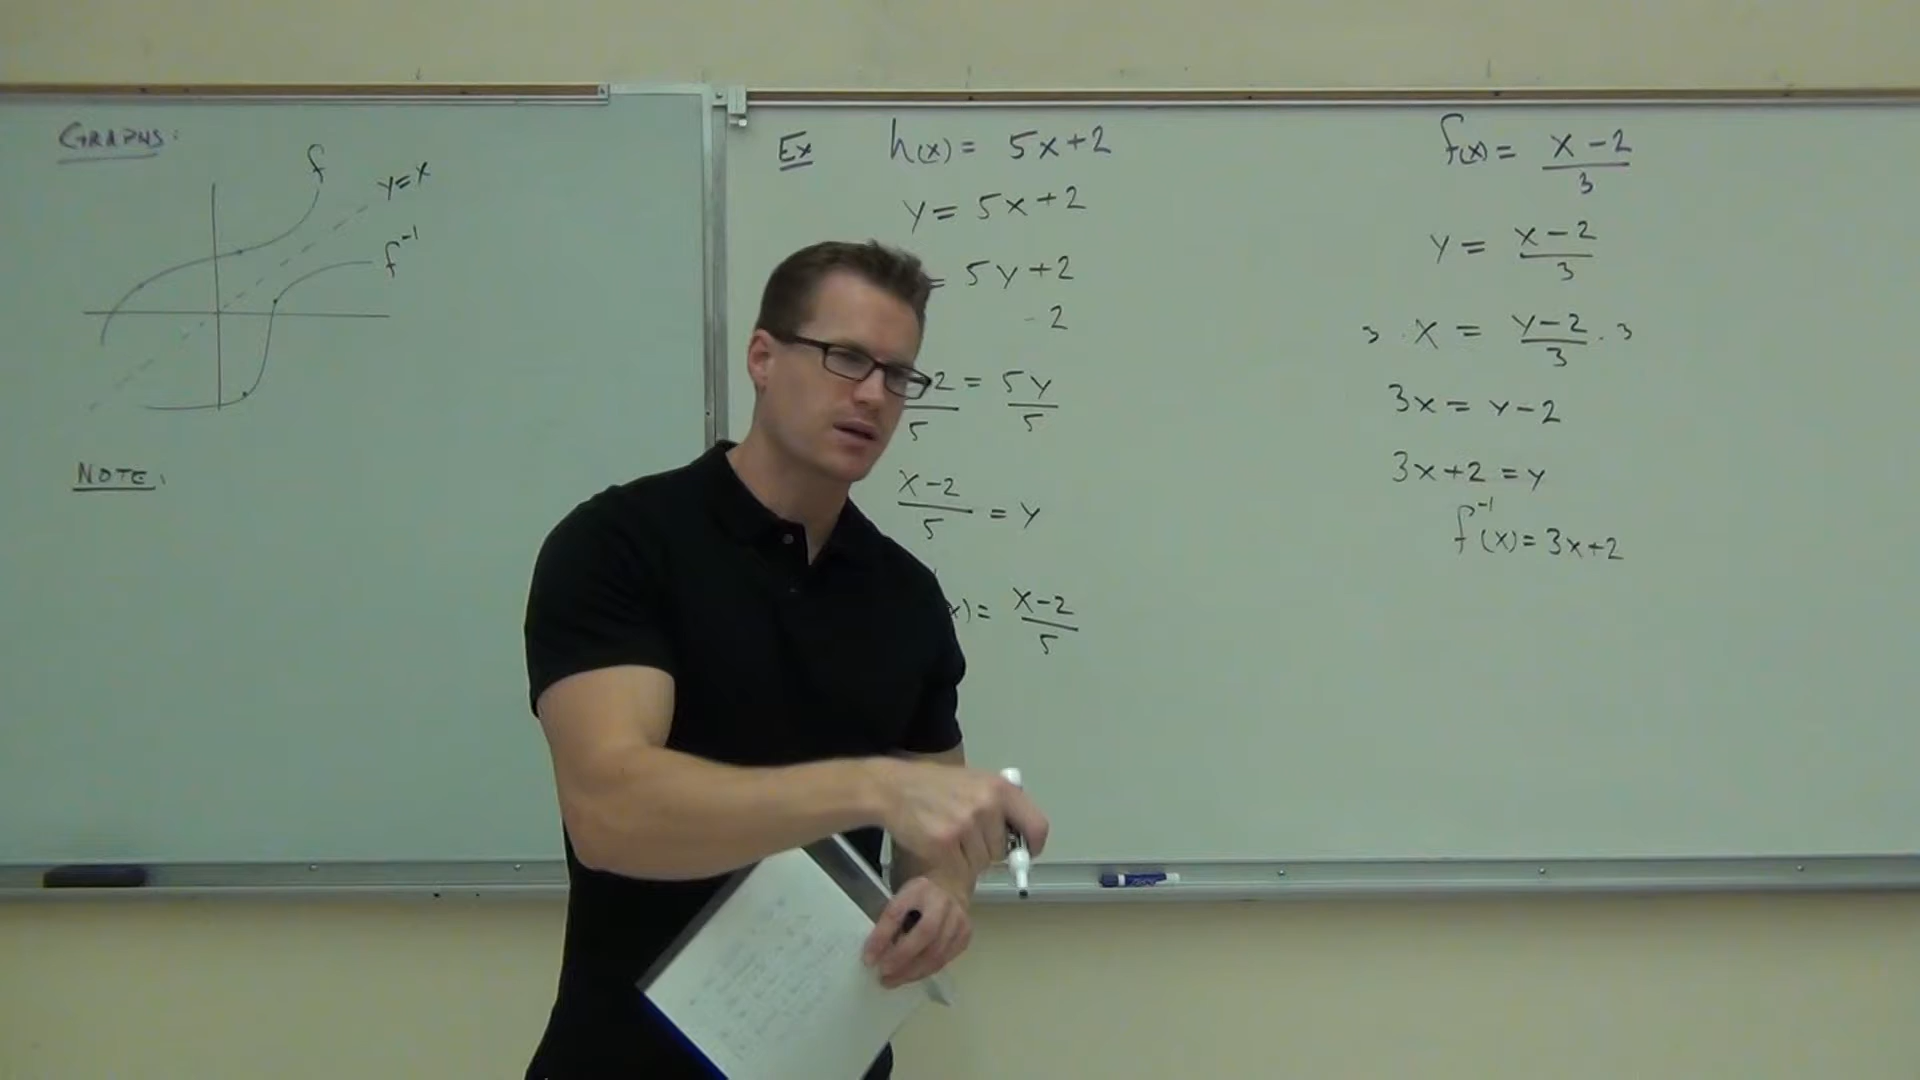 GRAPHS:
f
y=x
f⁻¹
NOTE:
Ex h(x) = 5x+2
y = 5x+2
= 5y+2
-2
2 = 5y
5 5
x-2
5 = y
x) = x-2
5
f(x) = x-2
3
y = x-2
3
3 · x = y-2 · 3
3
3x = y-2
3x+2 = y
f⁻¹(x) = 3x+2